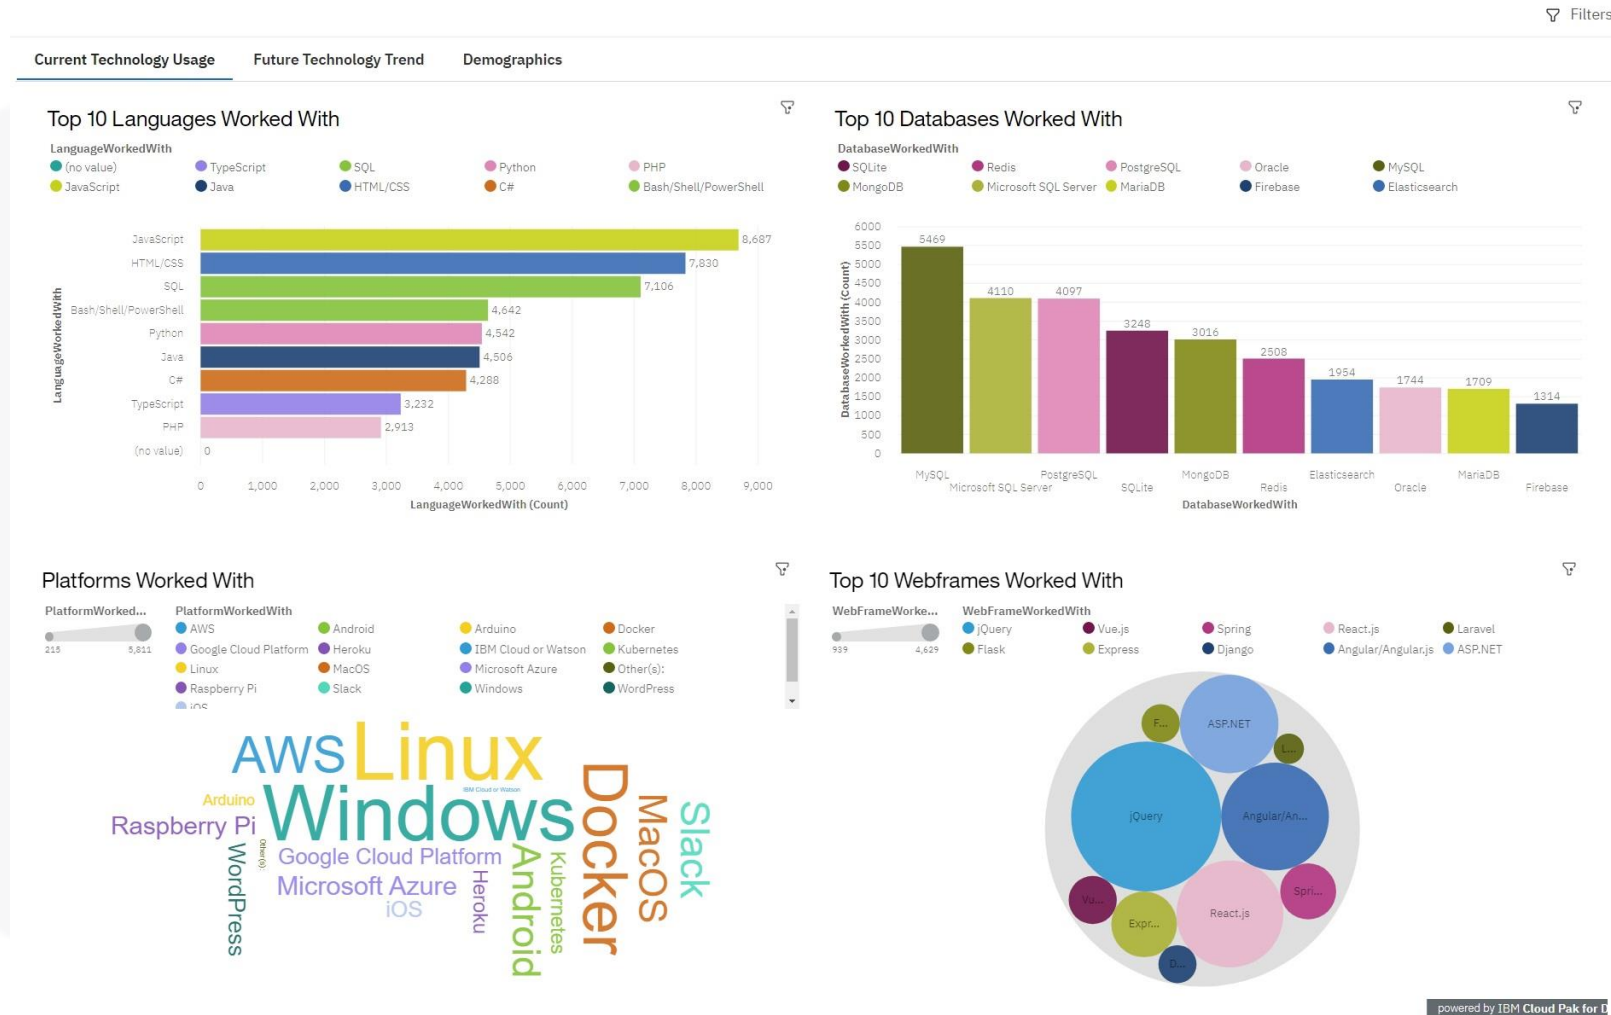 Filters
Current Technology Usage Future Technology Trend Demographics
Top 10 Languages Worked With
LanguageWorkedWith
(no value) TypeScript SQL Python PHP
JavaScript Java HTML/CSS C# Bash/Shell/PowerShell
LanguageWorkedWith
JavaScript 8,687
HTML/CSS 7,830
SQL 7,106
Bash/Shell/PowerShell 4,642
Python 4,542
Java 4,506
C# 4,288
TypeScript 3,232
PHP 2,913
(no value) 0
0 1,000 2,000 3,000 4,000 5,000 6,000 7,000 8,000 9,000
LanguageWorkedWith (Count)
Top 10 Databases Worked With
DatabaseWorkedWith
SQLite Redis PostgreSQL Oracle MySQL
MongoDB Microsoft SQL Server MariaDB Firebase Elasticsearch
DatabaseWorkedWith (Count)
6000
5500
5000
4500
4000
3500
3000
2500
2000
1500
1000
500
0
5469 4110 4097 3248 3016 2508 1954 1744 1709 1314
MySQL Microsoft SQL Server PostgreSQL SQLite MongoDB Redis Elasticsearch Oracle MariaDB Firebase
DatabaseWorkedWith
Platforms Worked With
PlatformWorked...
215 5,811
PlatformWorkedWith
AWS Android Arduino Docker
Google Cloud Platform Heroku IBM Cloud or Watson Kubernetes
Linux MacOS Microsoft Azure Other(s):
Raspberry Pi Slack Windows WordPress
iOS
AWS
Linux
IBM Cloud or Watson
Arduino
Windows
Raspberry Pi
Other(s):
Google Cloud Platform
Microsoft Azure
iOS
WordPress
Heroku
Android
Kubernetes
Docker
MacOS
Slack
Top 10 Webframes Worked With
WebFrameWorke...
939 4,629
WebFrameWorkedWith
jQuery Vue.js Spring React.js Laravel
Flask Express Django Angular/Angular.js ASP.NET
F...
ASP.NET
L...
jQuery
Angular/An...
Vu...
Spri...
Expr...
React.js
D...
powered by IBM Cloud Pak for D